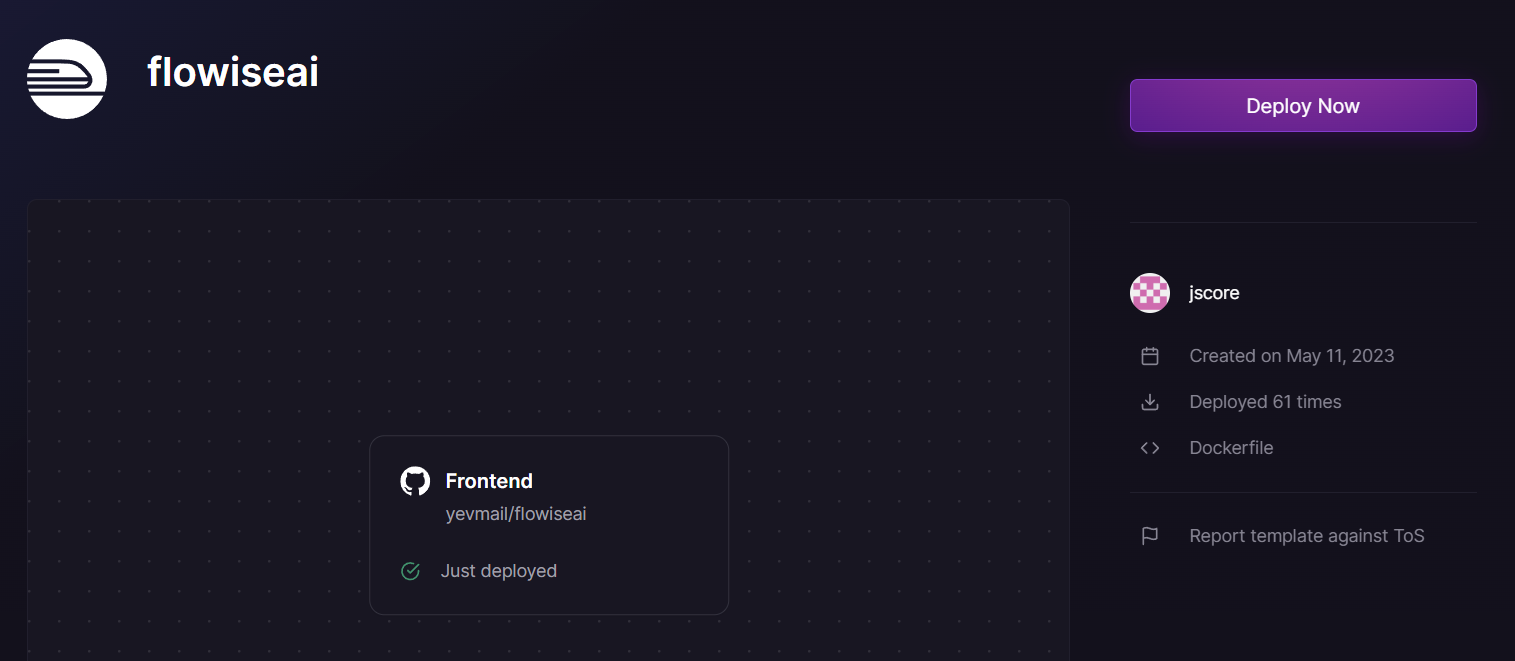 flowiseai
Deploy Now
Frontend
yevmail/flowiseai
Just deployed
jscore
Created on May 11, 2023
Deployed 61 times
Dockerfile
Report template against ToS